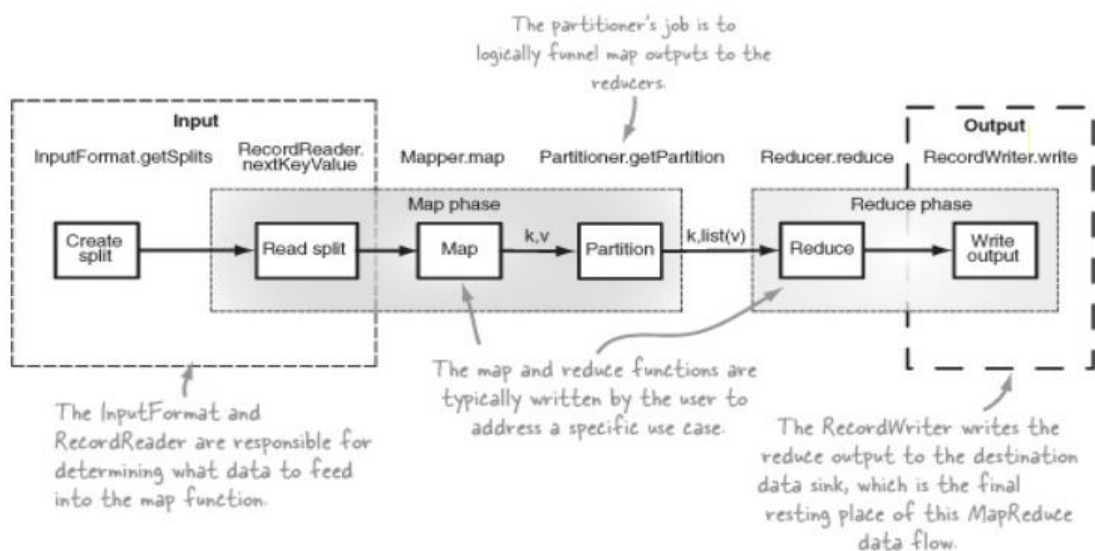 The partitioner's job is to
logically funnel map outputs to the
reducers.
Input
Output
InputFormat.getSplits
RecordReader.
nextKeyValue
Mapper.map
Partitioner.getPartition
Reducer.reduce
RecordWriter.write
Map phase
Reduce phase
Create
split
Read split
Map
k,v
Partition
k,list(v)
Reduce
Write
output
The map and reduce functions are
typically written by the user to
address a specific use case.
The InputFormat and
RecordReader are responsible for
determining what data to feed
into the map function.
The RecordWriter writes the
reduce output to the destination
data sink, which is the final
resting place of this MapReduce
data flow.